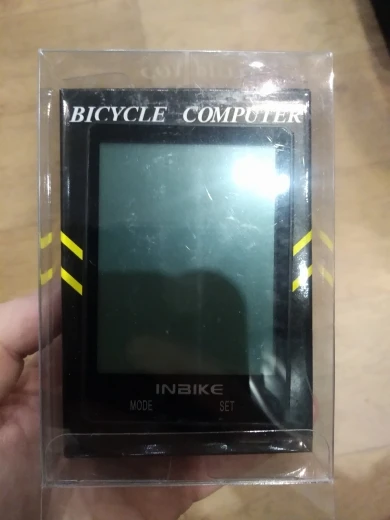 BICYCLE COMPUTER
INBIKE
MODE SET